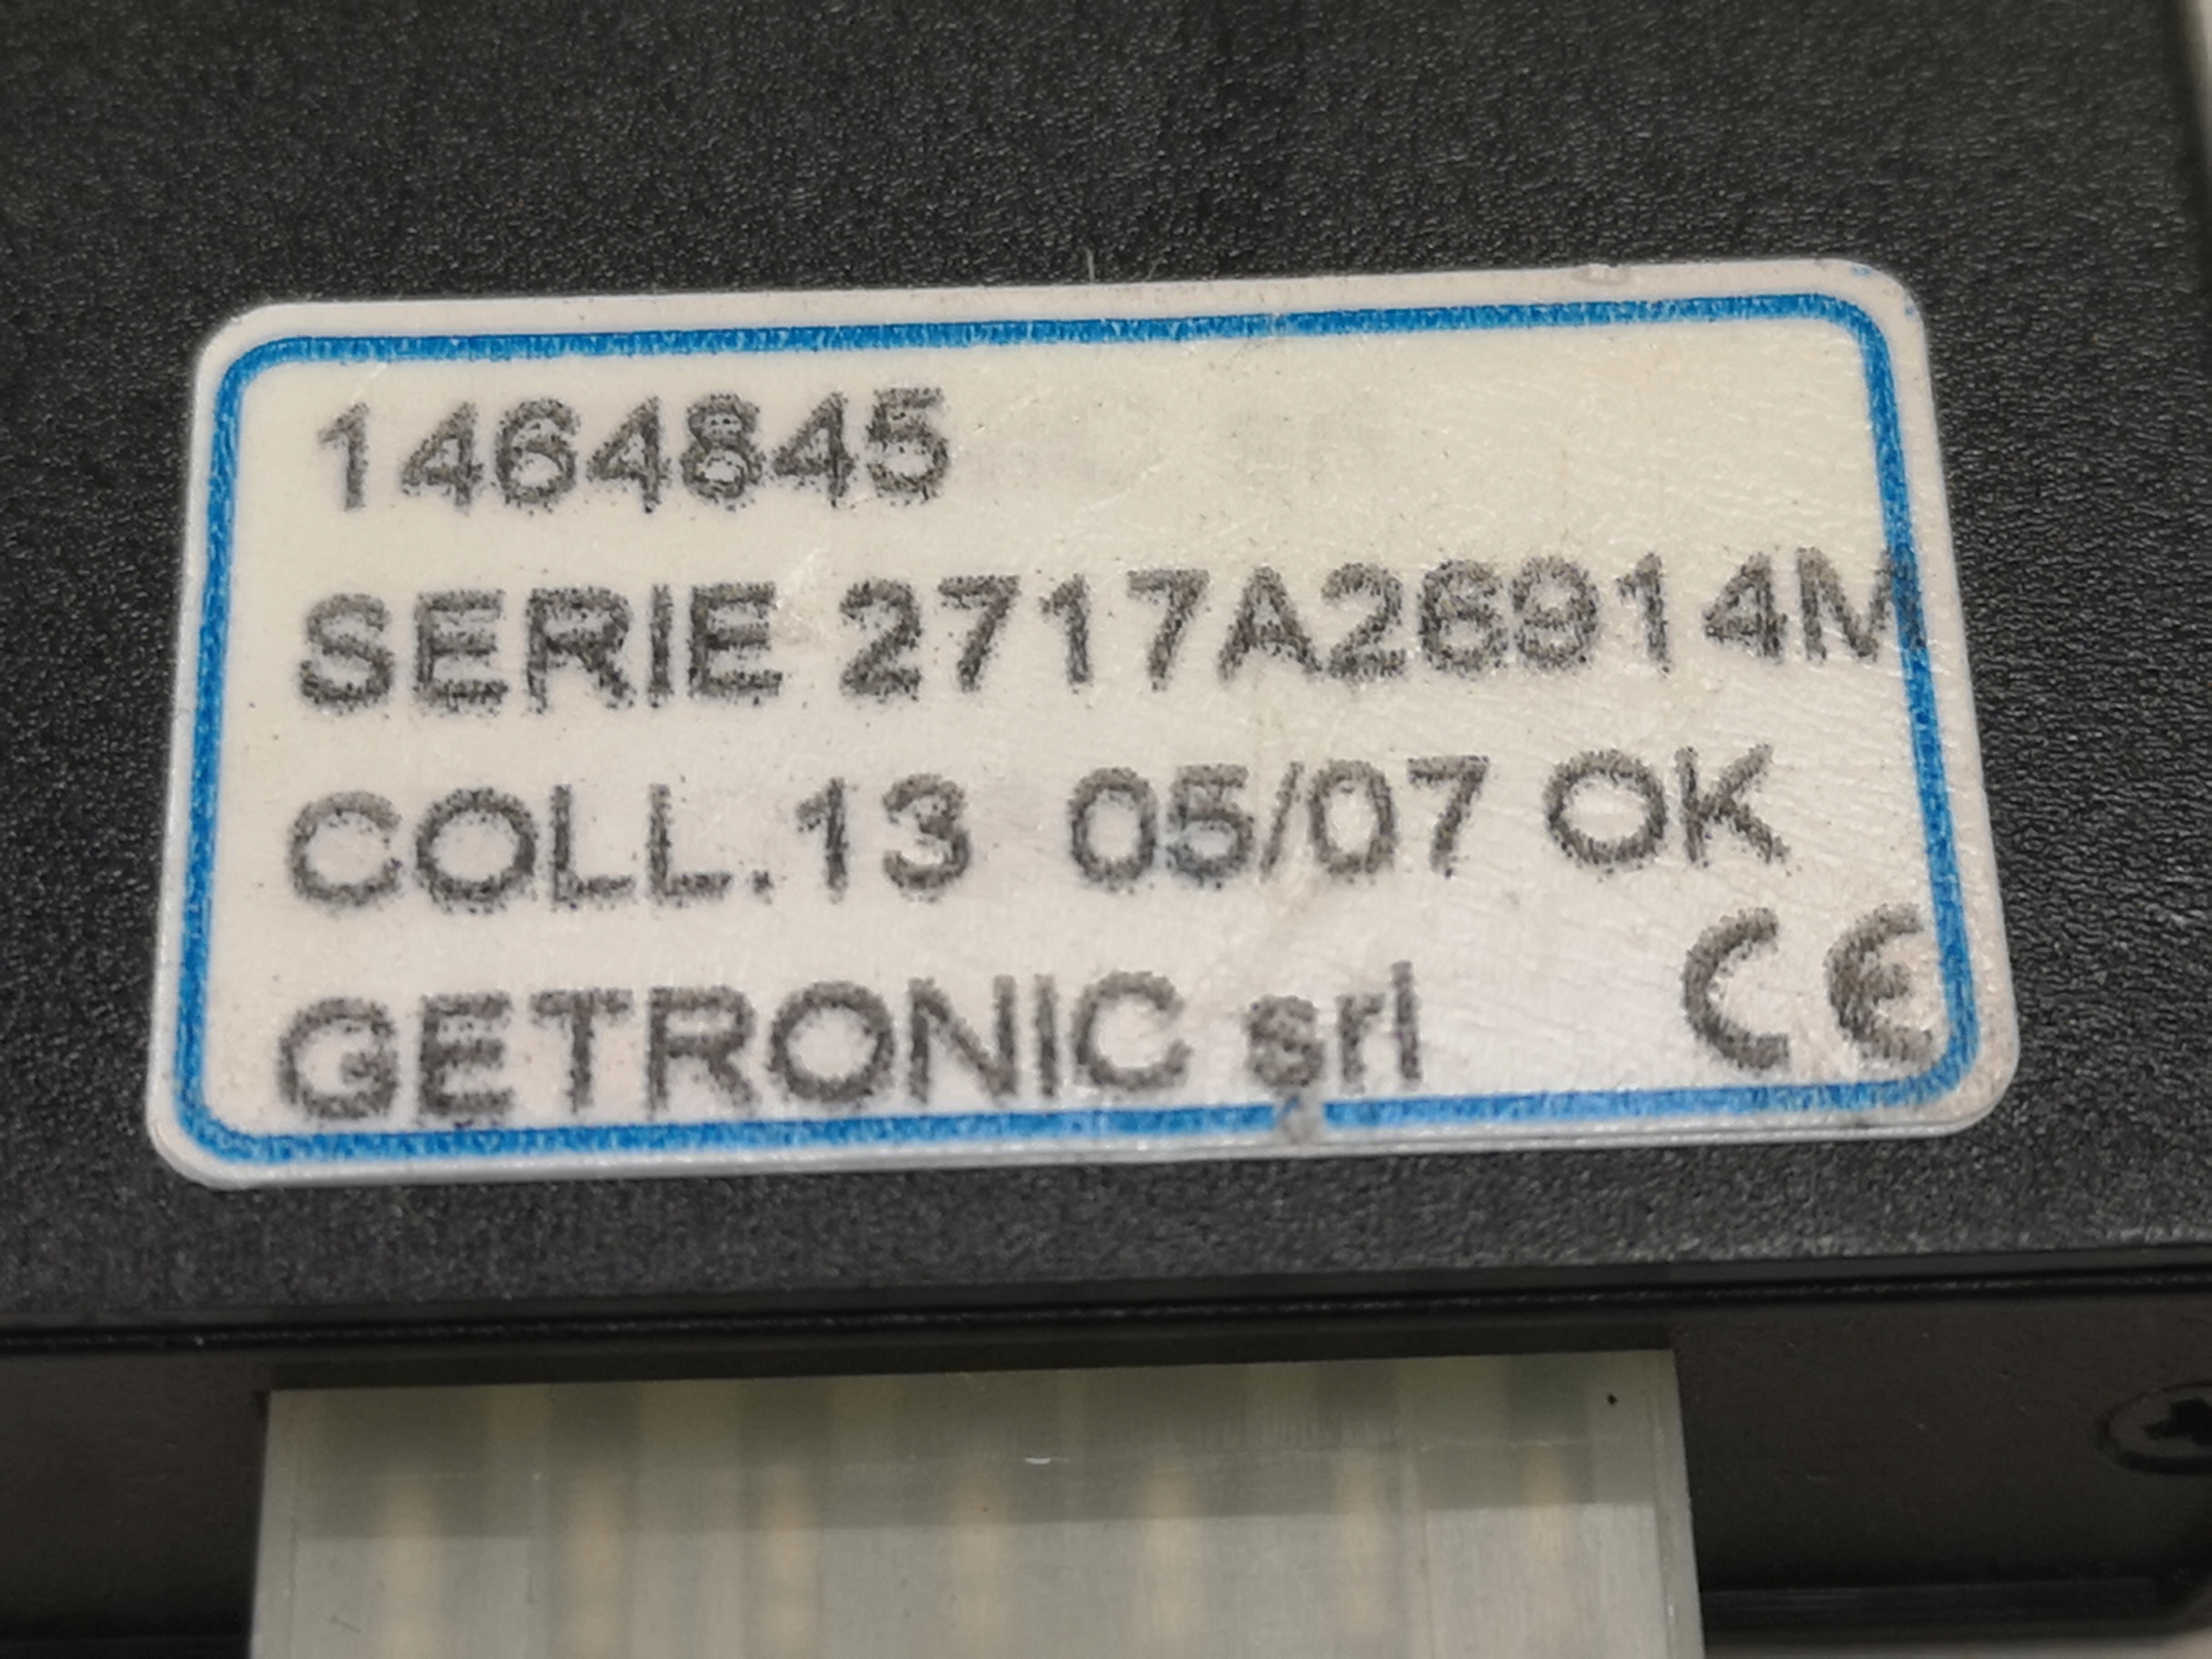 1464845
SERIE 2717A26914M
COLL.13 05/07 OK
GETRONIC srl CE